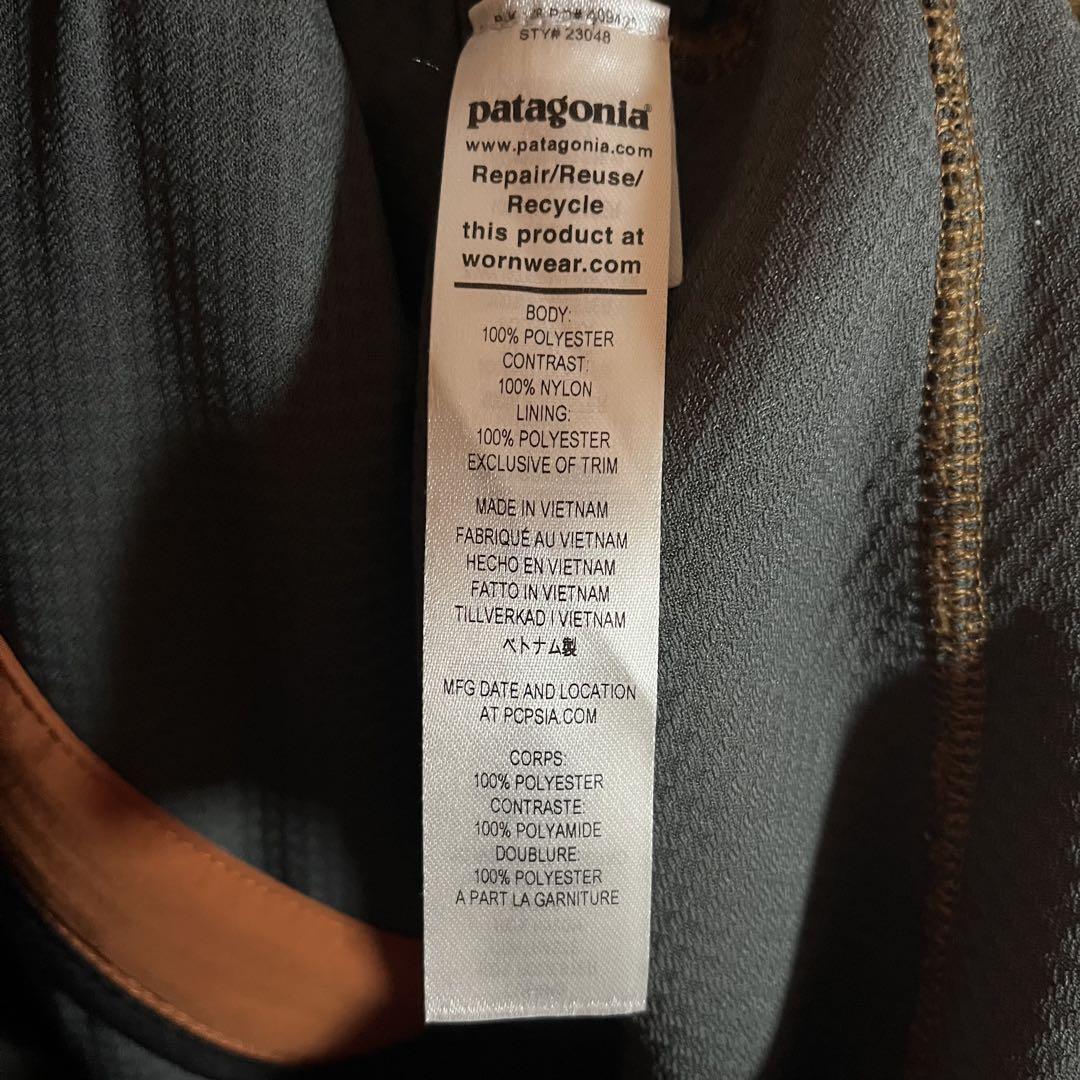 STY# 23048
patagonia®
www.patagonia.com
Repair/Reuse/
Recycle
this product at
wornwear.com
BODY:
100% POLYESTER
CONTRAST:
100% NYLON
LINING:
100% POLYESTER
EXCLUSIVE OF TRIM
MADE IN VIETNAM
FABRIQUÉ AU VIETNAM
HECHO EN VIETNAM
FATTO IN VIETNAM
TILLVERKAD I VIETNAM
ベトナム製
MFG DATE AND LOCATION
AT PCPSIA.COM
CORPS:
100% POLYESTER
CONTRASTE:
100% POLYAMIDE
DOUBLURE:
100% POLYESTER
A PART LA GARNITURE